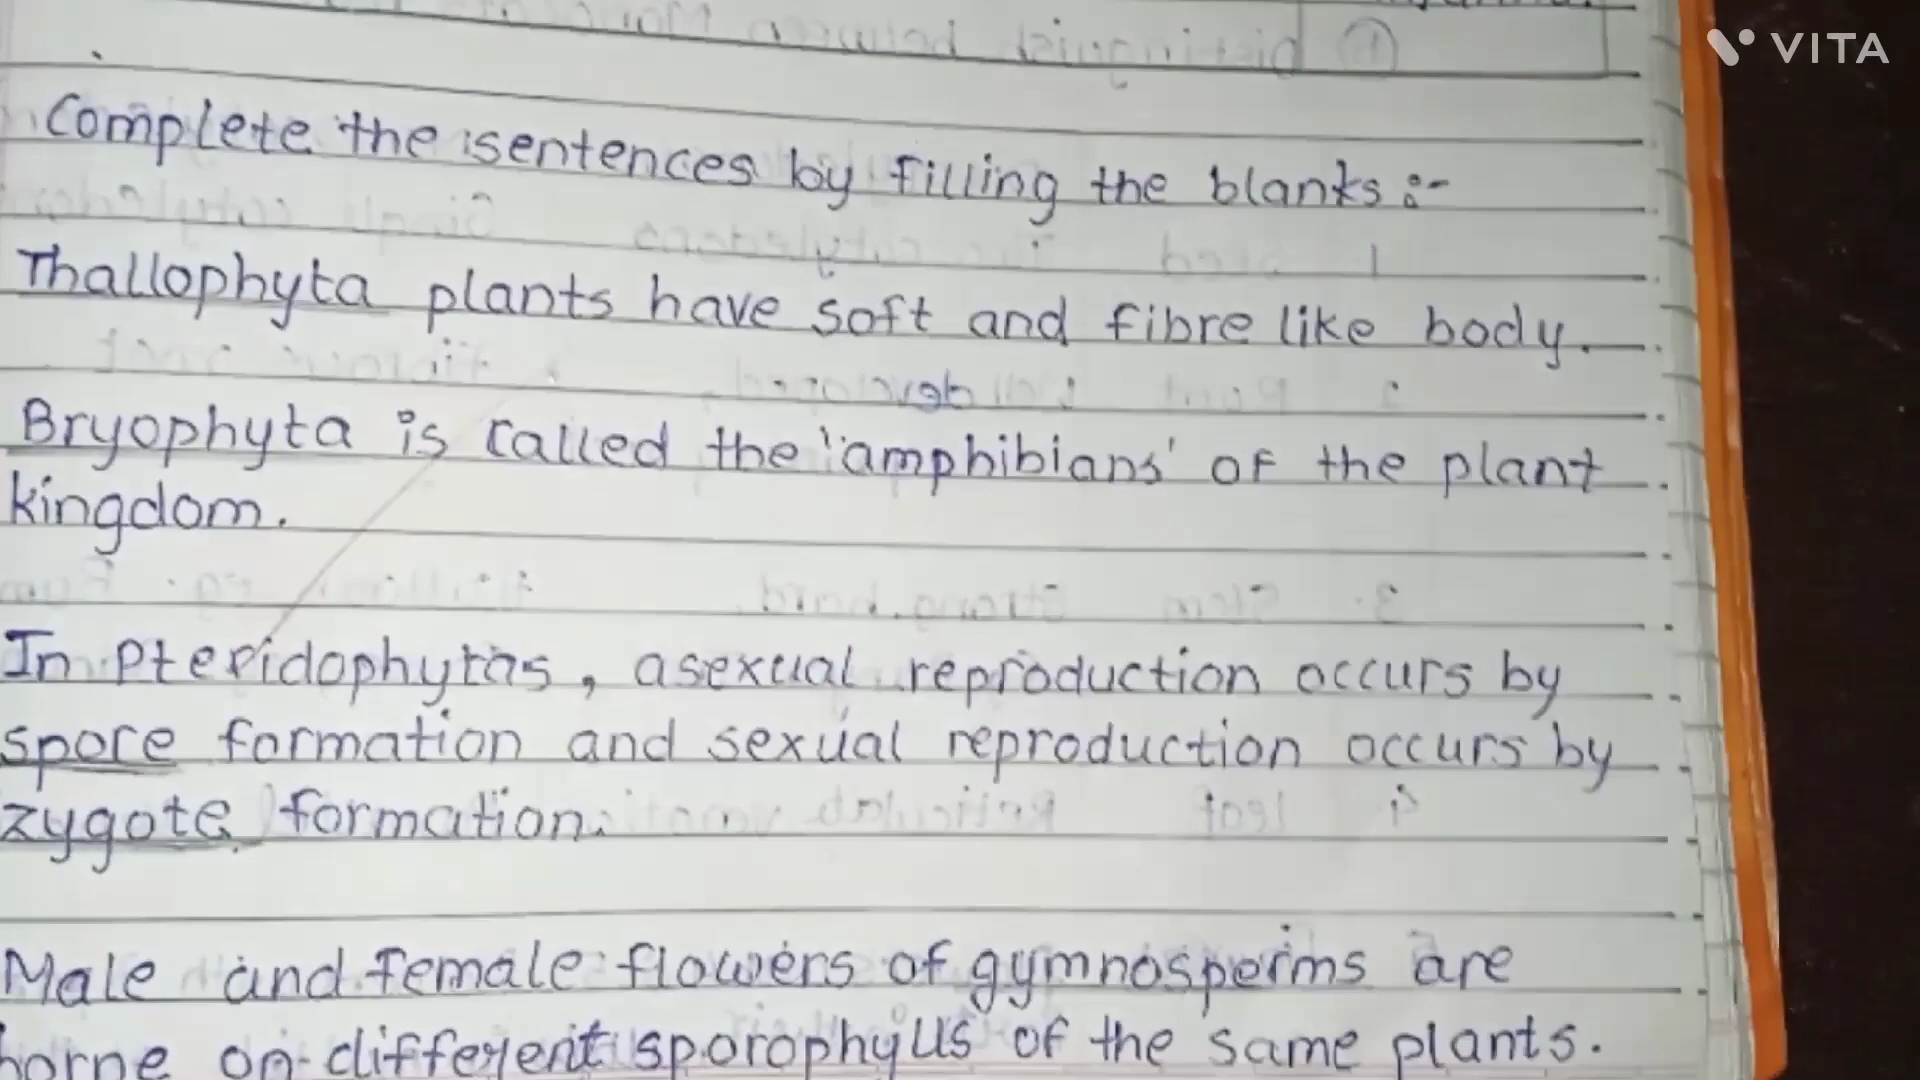 VITA
Complete the sentences by filling the blanks :-
Thallophyta plants have soft and fibre like body.
Bryophyta is called the 'amphibians' of the plant
kingdom.
In Pteridophytas, asexual reproduction occurs by
spore formation and sexual reproduction occurs by
zygote formation.
Male and female flowers of gymnosperms are
borne on different sporophylls of the same plants.